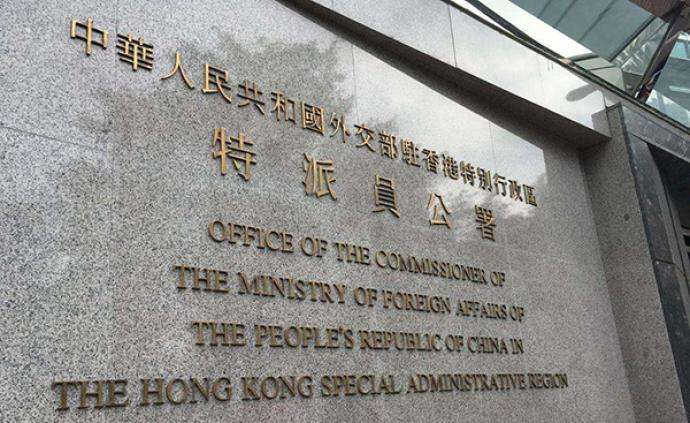 中華人民共和國外交部駐香港特別行政區
特派員公署
OFFICE OF THE COMMISSIONER OF
THE MINISTRY OF FOREIGN AFFAIRS OF
THE PEOPLE'S REPUBLIC OF CHINA IN
THE HONG KONG SPECIAL ADMINISTRATIVE REGION